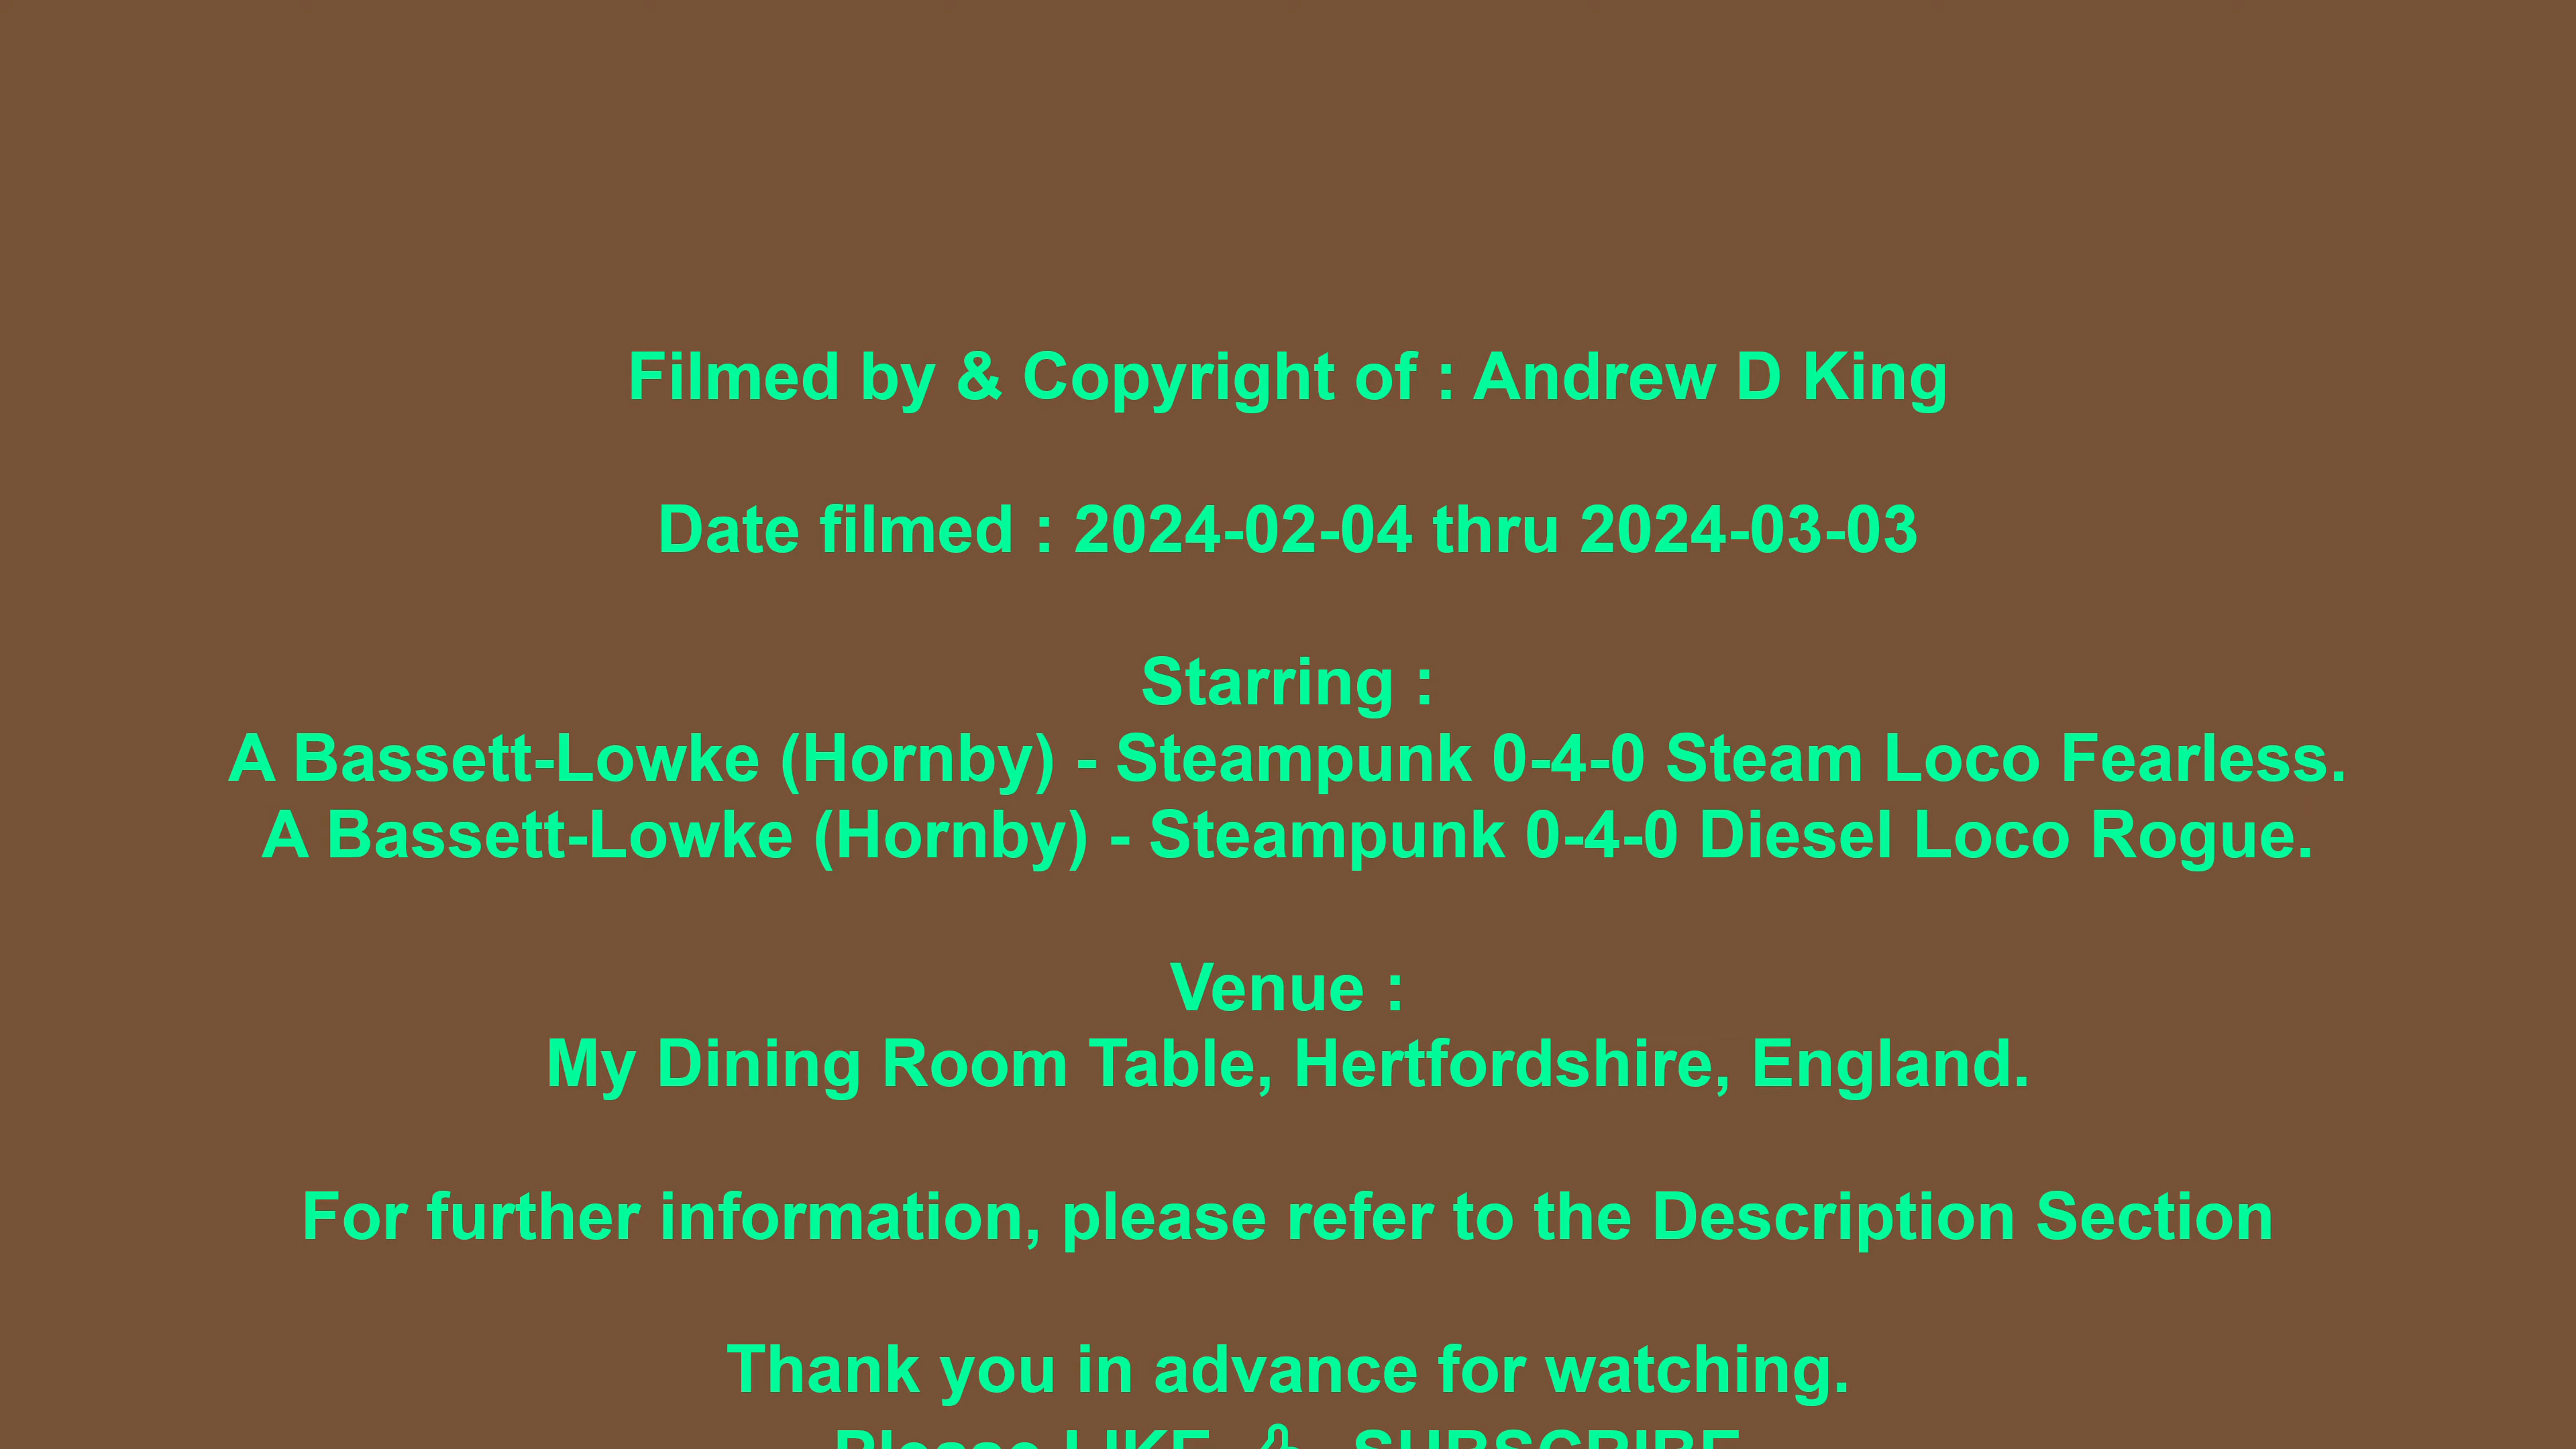 Filmed by & Copyright of : Andrew D King
Date filmed : 2024-02-04 thru 2024-03-03
Starring :
A Bassett-Lowke (Hornby) - Steampunk 0-4-0 Steam Loco Fearless.
A Bassett-Lowke (Hornby) - Steampunk 0-4-0 Diesel Loco Rogue.
Venue :
My Dining Room Table, Hertfordshire, England.
For further information, please refer to the Description Section
Thank you in advance for watching.
Please LIKE 👍 SUBSCRIBE